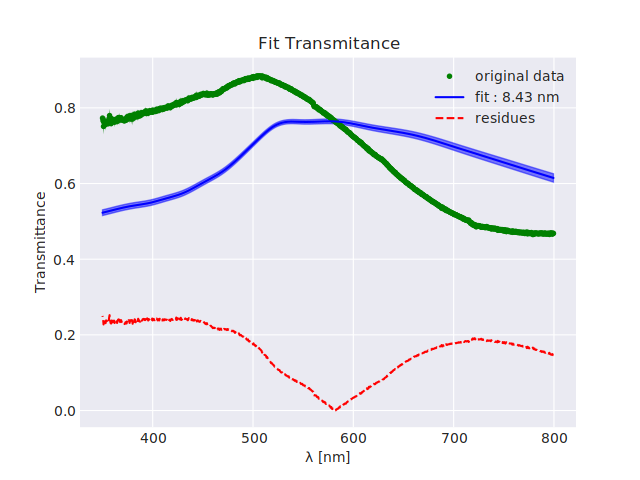 Fit Transmitance
original data
fit : 8.43 nm
residues
Transmittance
0.8
0.6
0.4
0.2
0.0
400 500 600 700 800
λ [nm]